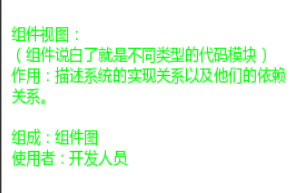 组件视图：
（组件说白了就是不同类型的代码模块）
作用：描述系统的实现关系以及他们的依赖
关系。
组成：组件图
使用者：开发人员